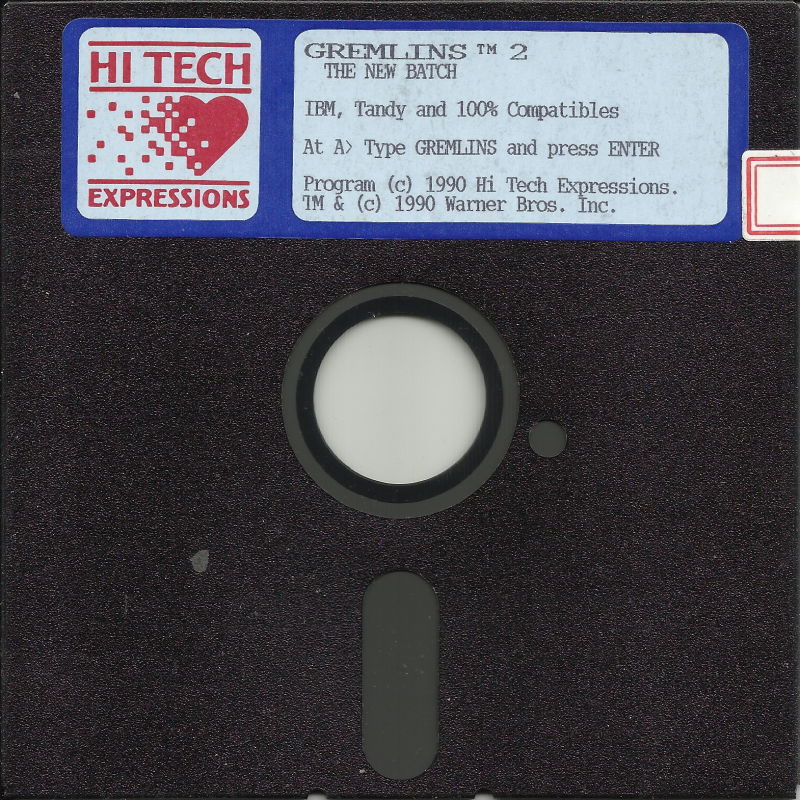 HI TECH
EXPRESSIONS
GREMLINS ™ 2
THE NEW BATCH
IBM, Tandy and 100% Compatibles
At A> Type GREMLINS and press ENTER
Program (c) 1990 Hi Tech Expressions.
TM & (c) 1990 Warner Bros. Inc.